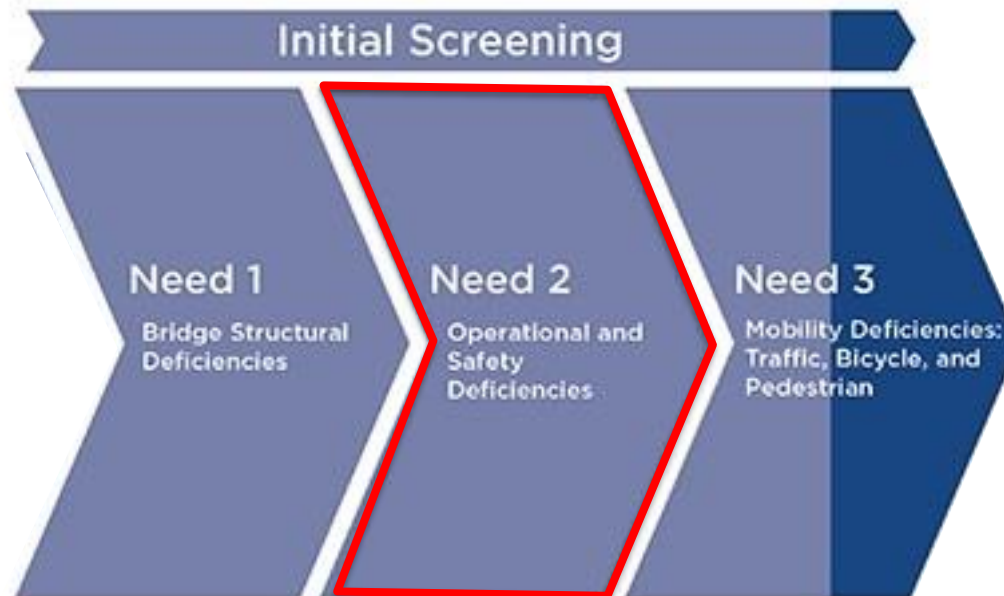 Initial Screening
Need 1
Bridge Structural
Deficiencies
Need 2
Operational and
Safety
Deficiencies
Need 3
Mobility Deficiencies:
Traffic, Bicycle, and
Pedestrian